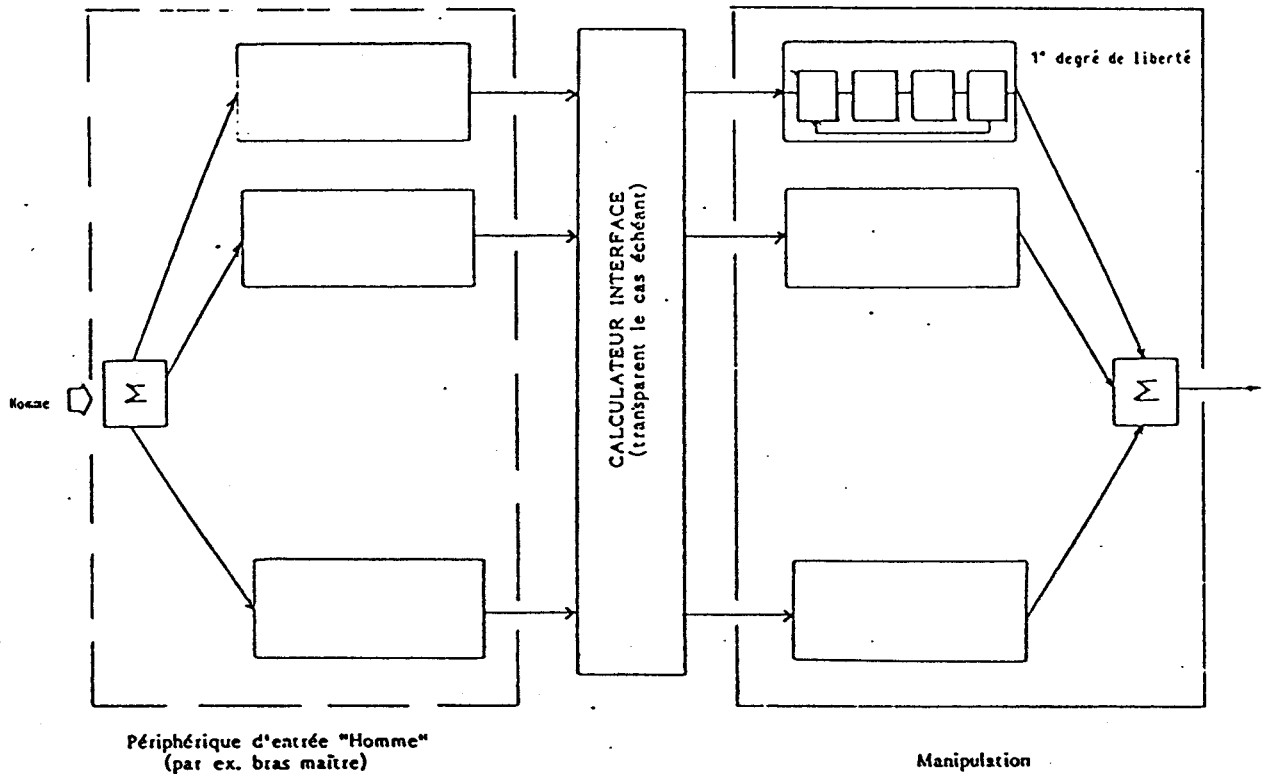 1° degré de liberté
CALCULATEUR INTERFACE
(transparent le cas échéant)
M
M
Homme
Périphérique d'entrée "Homme"
(par ex. bras maître)
Manipulation